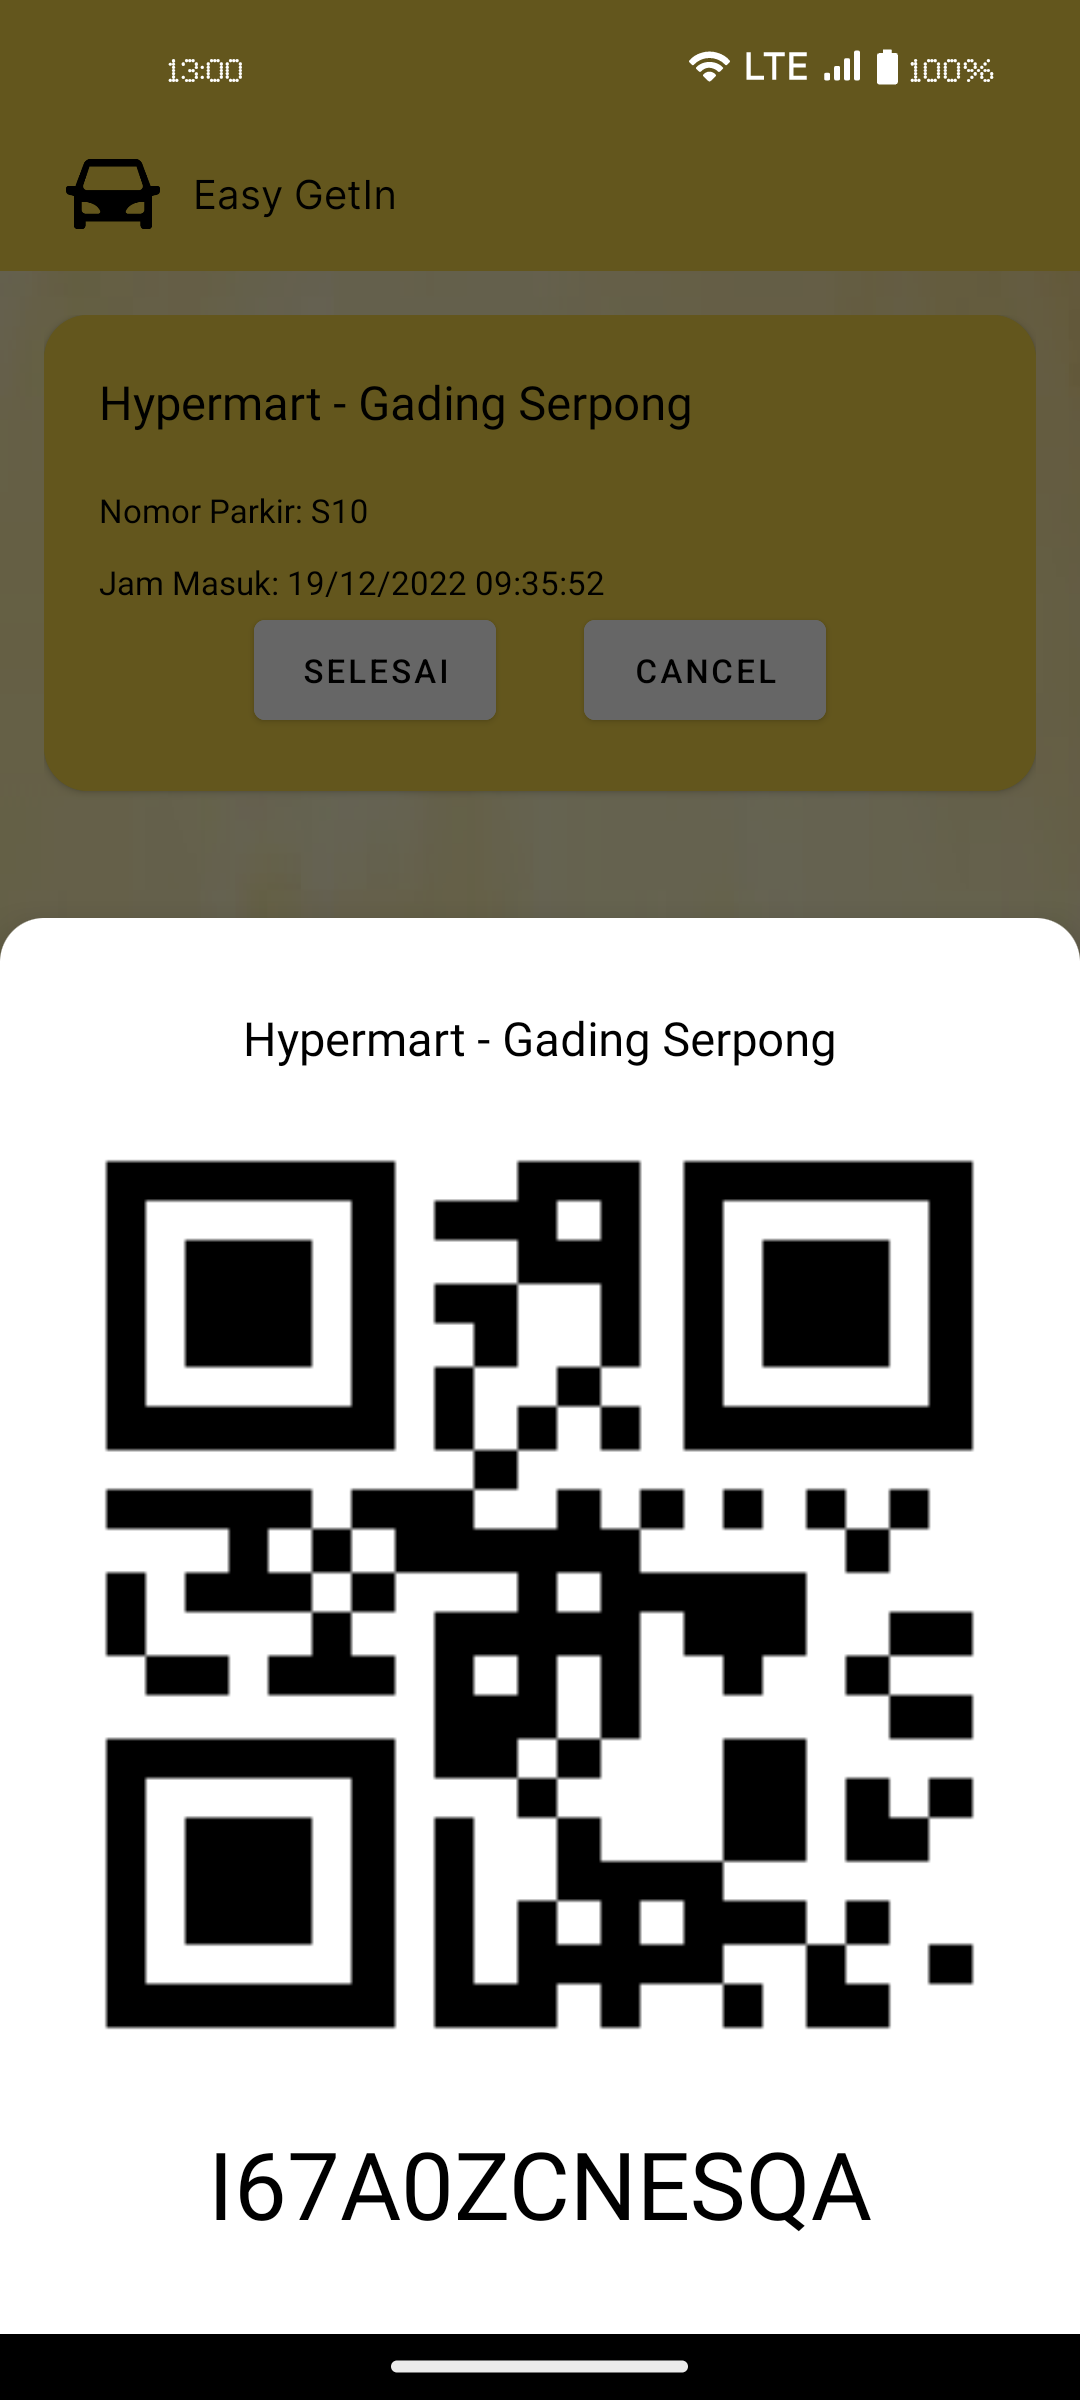 13:00 LTE 100%
Easy GetIn
Hypermart - Gading Serpong
Nomor Parkir: S10
Jam Masuk: 19/12/2022 09:35:52
SELESAI CANCEL
Hypermart - Gading Serpong
I67A0ZCNESQA